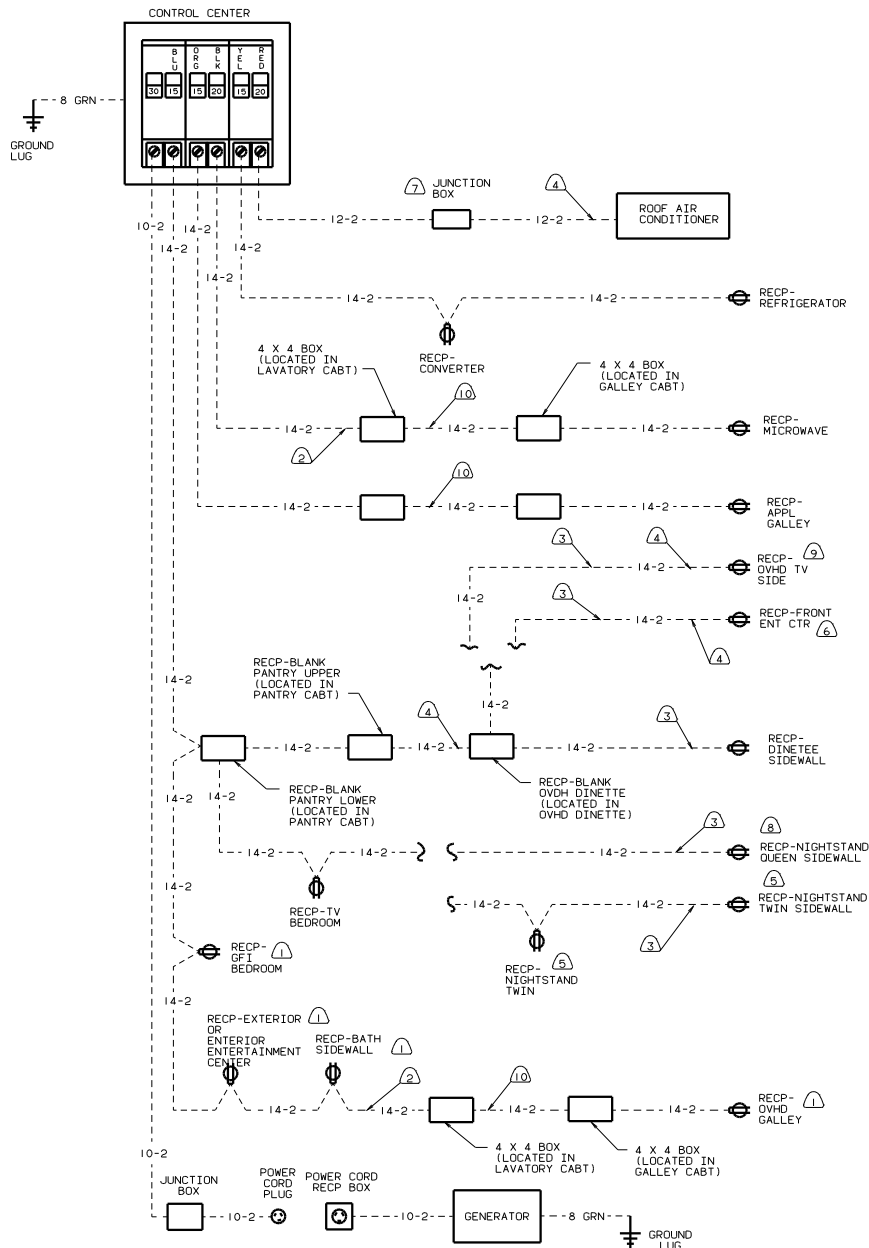 CONTROL CENTER
BLU
ORG
BLK
YEL
RED
30 15 15 20 15 20
8 GRN
GROUND
LUG
7 JUNCTION
BOX
4
12-2
12-2
ROOF AIR
CONDITIONER
10-2
14-2
14-2
14-2
14-2
14-2
14-2
RECP-
REFRIGERATOR
RECP-
CONVERTER
4 X 4 BOX
(LOCATED IN
LAVATORY CABT)
4 X 4 BOX
(LOCATED IN
GALLEY CABT)
10
14-2
2
14-2
14-2
RECP-
MICROWAVE
10
14-2
14-2
14-2
RECP-
APPL
GALLEY
3
4
14-2
RECP-
OVHD TV
SIDE
9
14-2
3
14-2
4
RECP-FRONT
ENT CTR
6
RECP-BLANK
PANTRY UPPER
(LOCATED IN
PANTRY CABT)
14-2
14-2
4
3
14-2
14-2
14-2
RECP-
DINETEE
SIDEWALL
RECP-BLANK
PANTRY LOWER
(LOCATED IN
PANTRY CABT)
RECP-BLANK
OVDH DINETTE
(LOCATED IN
OVHD DINETTE)
14-2
14-2
14-2
14-2
3
14-2
8
RECP-NIGHTSTAND
QUEEN SIDEWALL
RECP-TV
BEDROOM
14-2
14-2
14-2
3
5
RECP-NIGHTSTAND
TWIN SIDEWALL
RECP-
NIGHTSTAND
TWIN
5
RECP-
GFI
BEDROOM
1
14-2
RECP-EXTERIOR
OR
ENTERIOR
ENTERTAINMENT
CENTER
1
RECP-BATH
SIDEWALL
1
2
10
14-2
14-2
14-2
14-2
RECP-
OVHD
GALLEY
1
4 X 4 BOX
(LOCATED IN
LAVATORY CABT)
4 X 4 BOX
(LOCATED IN
GALLEY CABT)
10-2
JUNCTION
BOX
POWER
CORD
PLUG
POWER CORD
RECP BOX
10-2
10-2
GENERATOR
8 GRN
GROUND
LUG